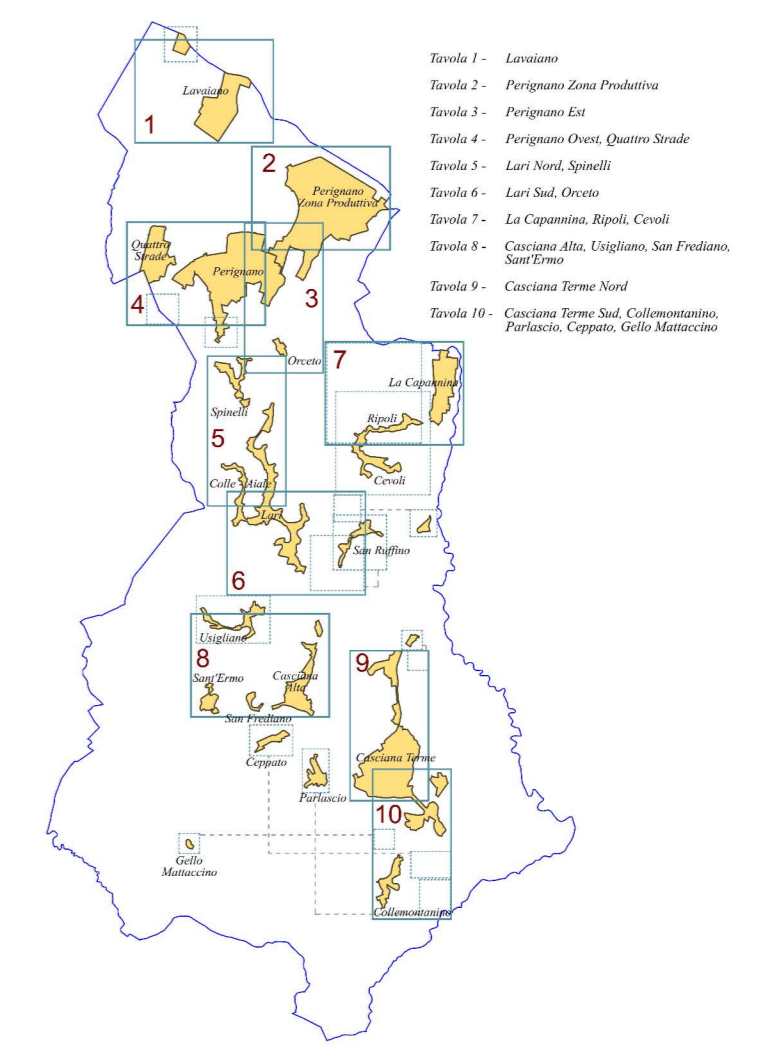 Tavola 1 - Lavaiano
Tavola 2 - Perignano Zona Produttiva
Tavola 3 - Perignano Est
Tavola 4 - Perignano Ovest, Quattro Strade
Tavola 5 - Lari Nord, Spinelli
Tavola 6 - Lari Sud, Orceto
Tavola 7 - La Capannina, Ripoli, Cevoli
Tavola 8 - Casciana Alta, Usigliano, San Frediano,
Sant'Ermo
Tavola 9 - Casciana Terme Nord
Tavola 10 - Casciana Terme Sud, Collemontanino,
Parlascio, Ceppato, Gello Mattaccino
Lavaiano
1
2
Perignano
Zona Produttiva
Quattro
Strade
Perignano
3
4
Orceto
7
La Capannina
Spinelli
Ripoli
5
Cevoli
Colle - Aiale
Lari
San Ruffino
6
Usigliano
8
9
Sant'Ermo
Casciana
Alta
San Frediano
Ceppato
Casciana Terme
Parlascio
10
Gello
Mattaccino
Collemontanino